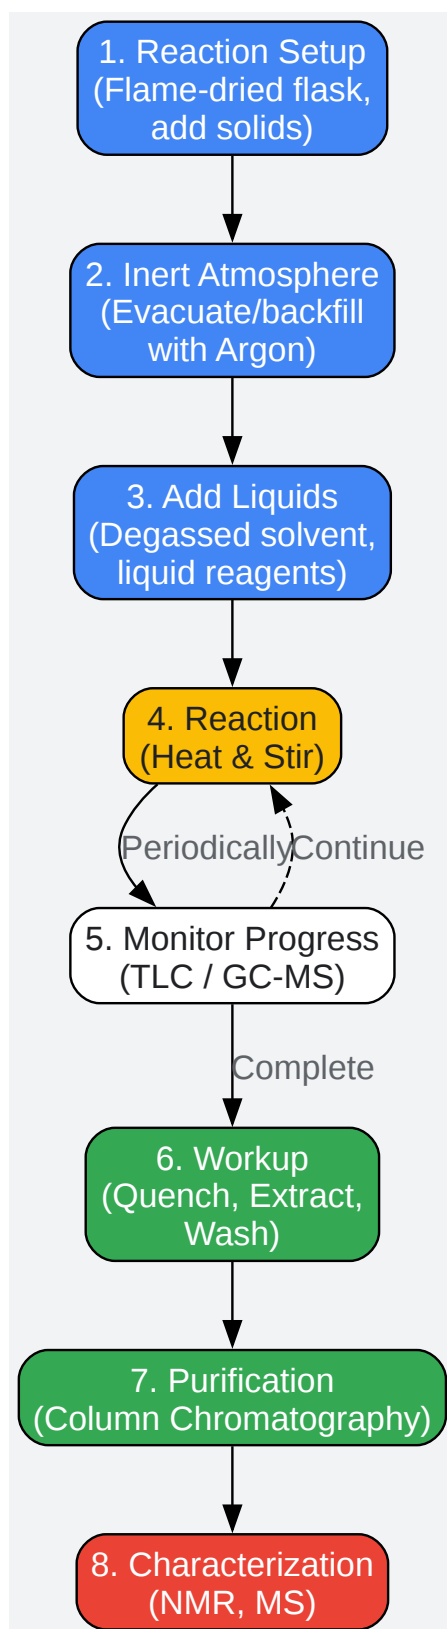 1. Reaction Setup
(Flame-dried flask,
add solids)
2. Inert Atmosphere
(Evacuate/backfill
with Argon)
3. Add Liquids
(Degassed solvent,
liquid reagents)
4. Reaction
(Heat & Stir)
Periodically
Continue
5. Monitor Progress
(TLC / GC-MS)
Complete
6. Workup
(Quench, Extract,
Wash)
7. Purification
(Column Chromatography)
8. Characterization
(NMR, MS)